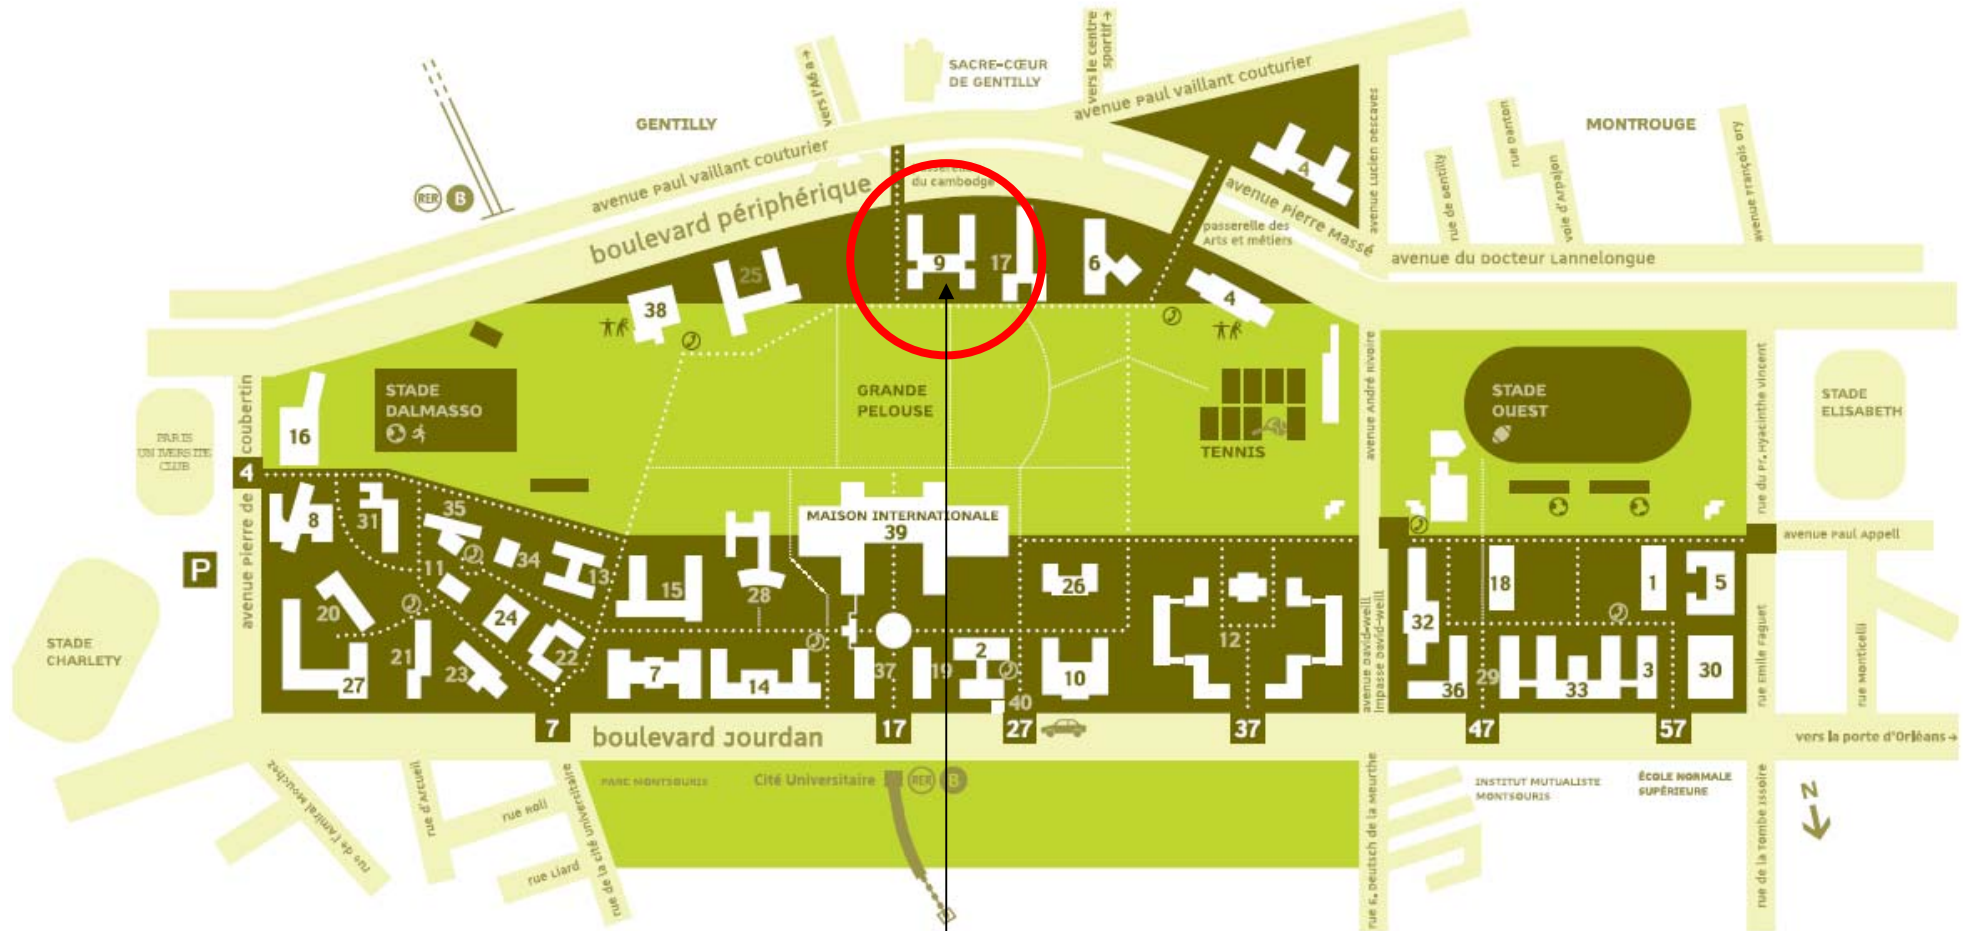 vers le centre
sportif →
SACRE-CŒUR
DE GENTILLY
vers l'A6 a →
GENTILLY
avenue Paul vaillant couturier
MONTROUGE
avenue Paul vaillant couturier
boulevard périphérique
RER B
du cambodge
avenue Lucien Descaves
rue de Gentilly
rue Danton
voie d'Arpajon
avenue François Ory
4
avenue Pierre Massé
passerelle des
Arts et métiers
avenue du Docteur Lannelongue
25
9
17
6
4
38
STADE
DALMASSO
GRANDE
PELOUSE
TENNIS
avenue André Rivoire
STADE
OUEST
rue du Pr. Hyacinthe vincent
STADE
ELISABETH
PARIS
UNIVERSITE
CLUB
avenue Pierre de coubertin
16
4
8
31
35
34
13
11
MAISON INTERNATIONALE
39
avenue Paul Appell
P
20
24
15
28
26
12
18
1
5
32
STADE
CHARLETY
27
21
23
22
7
14
37
19
2
10
40
avenue David-Weill
Impasse David-Weill
36
29
33
3
30
rue Emile Faguet
rue Monticelli
7
17
27
37
47
57
boulevard Jourdan
vers la porte d'Orléans →
rue de l'Amiral Mouchez
rue d'Arcueil
rue Roli
rue Liard
rue de la cité universitaire
PARC MONTSOURIS
Cité Universitaire
RER B
rue E. Deutsch de la Meurthe
INSTITUT MUTUALISTE
MONTSOURIS
ÉCOLE NORMALE
SUPÉRIEURE
rue de la Tombe Issoire
N